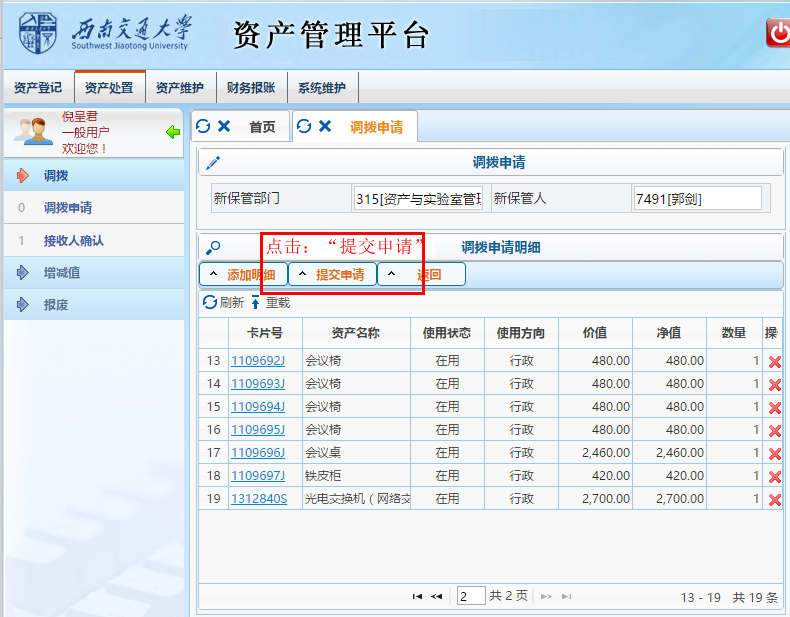 西南交通大学
Southwest Jiaotong University
资产管理平台
资产登记 资产处置 资产维护 财务报账 系统维护
倪呈君
一般用户
欢迎您！
首页 调拨申请
调拨
0 调拨申请
1 接收人确认
增减值
报废
调拨申请
新保管部门 315[资产与实验室管理 新保管人 7491[郭剑]
点击：“提交申请”
调拨申请明细
添加明细 提交申请 返回
刷新 重载
卡片号 资产名称 使用状态 使用方向 价值 净值 数量 操
13 1109692J 会议椅 在用 行政 480.00 480.00 1
14 1109693J 会议椅 在用 行政 480.00 480.00 1
15 1109694J 会议椅 在用 行政 480.00 480.00 1
16 1109695J 会议椅 在用 行政 480.00 480.00 1
17 1109696J 会议桌 在用 行政 2,460.00 2,460.00 1
18 1109697J 铁皮柜 在用 行政 420.00 420.00 1
19 1312840S 光电交换机（网络交 在用 行政 2,700.00 2,700.00 1
2 共 2 页
13 - 19 共 19 条